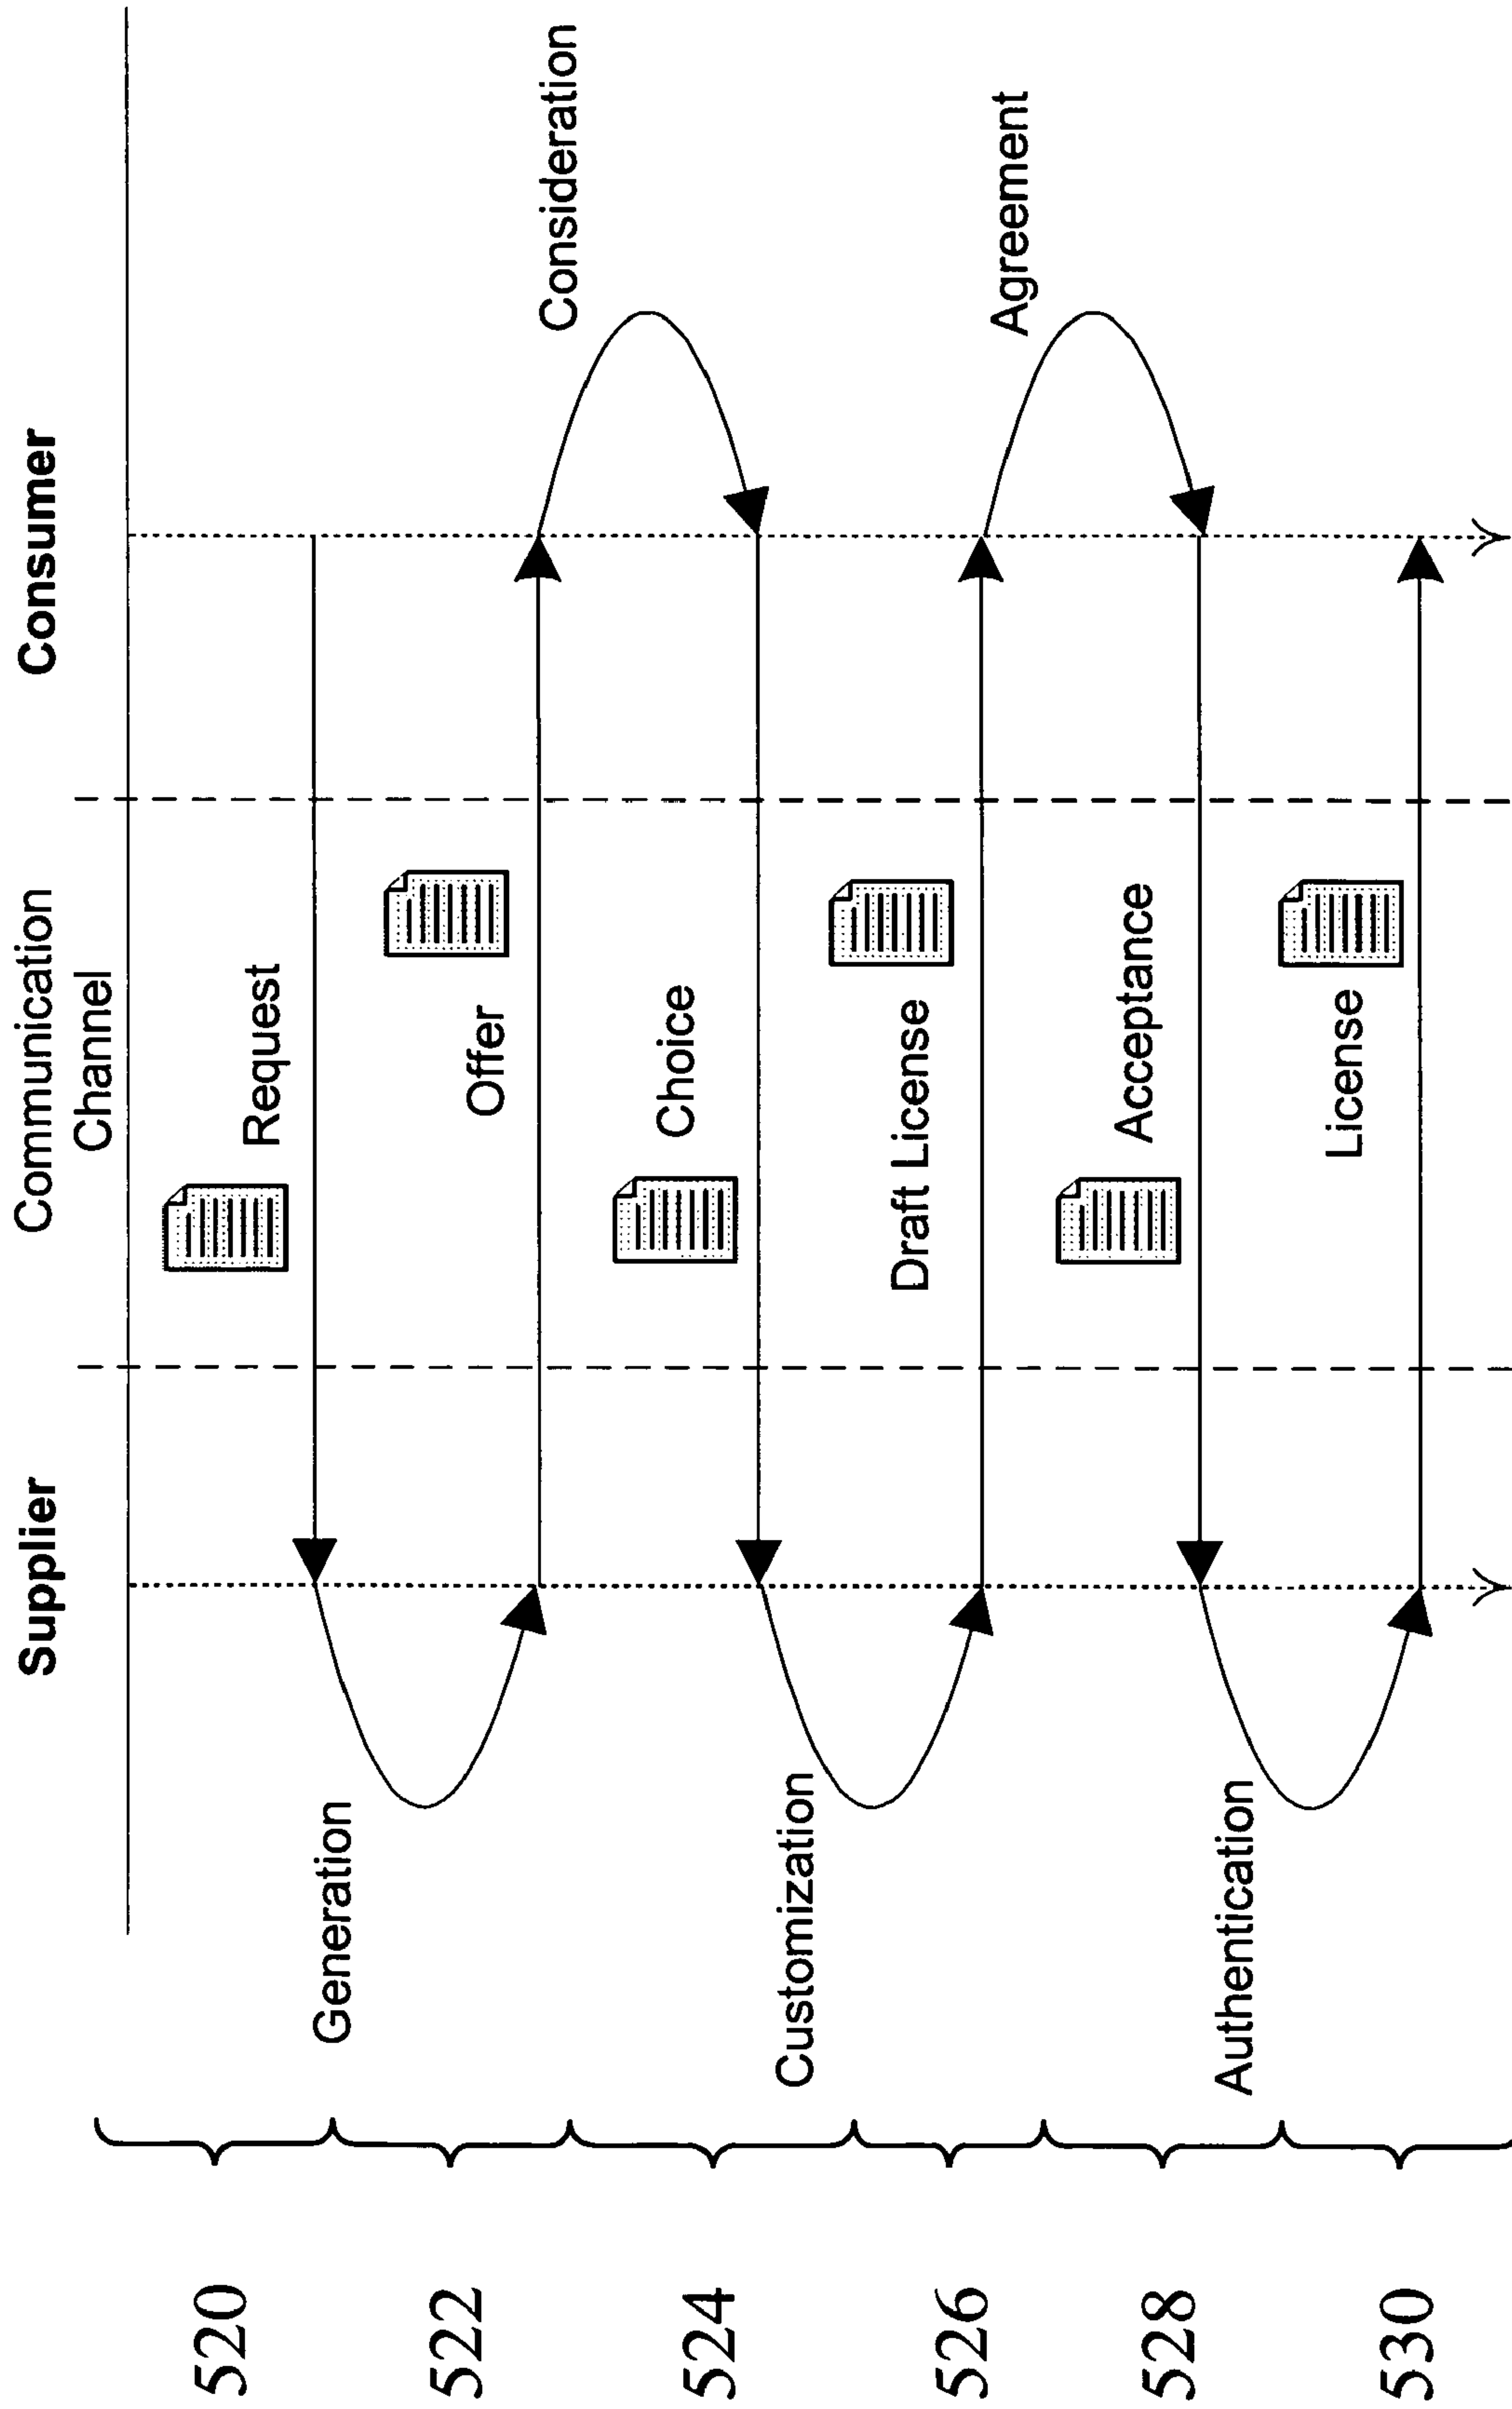 Supplier
Communication
Channel
Consumer
520
Request
Generation
522
Offer
Consideration
524
Choice
Customization
526
Draft License
Agreement
528
Acceptance
Authentication
530
License